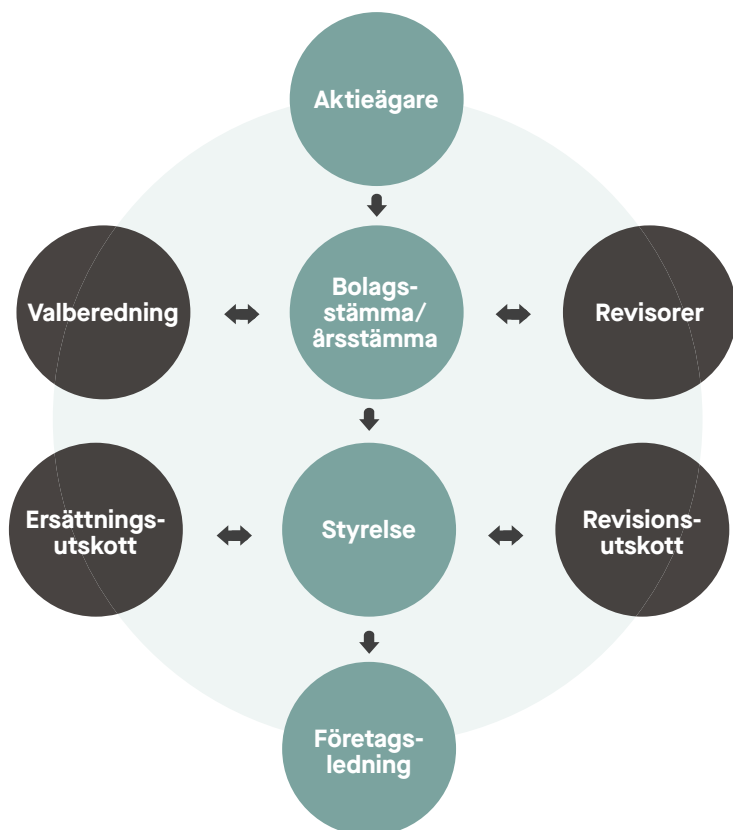 Aktieägare
Valberedning
Bolags-
stämma/
årsstämma
Revisorer
Ersättnings-
utskott
Styrelse
Revisions-
utskott
Företags-
ledning